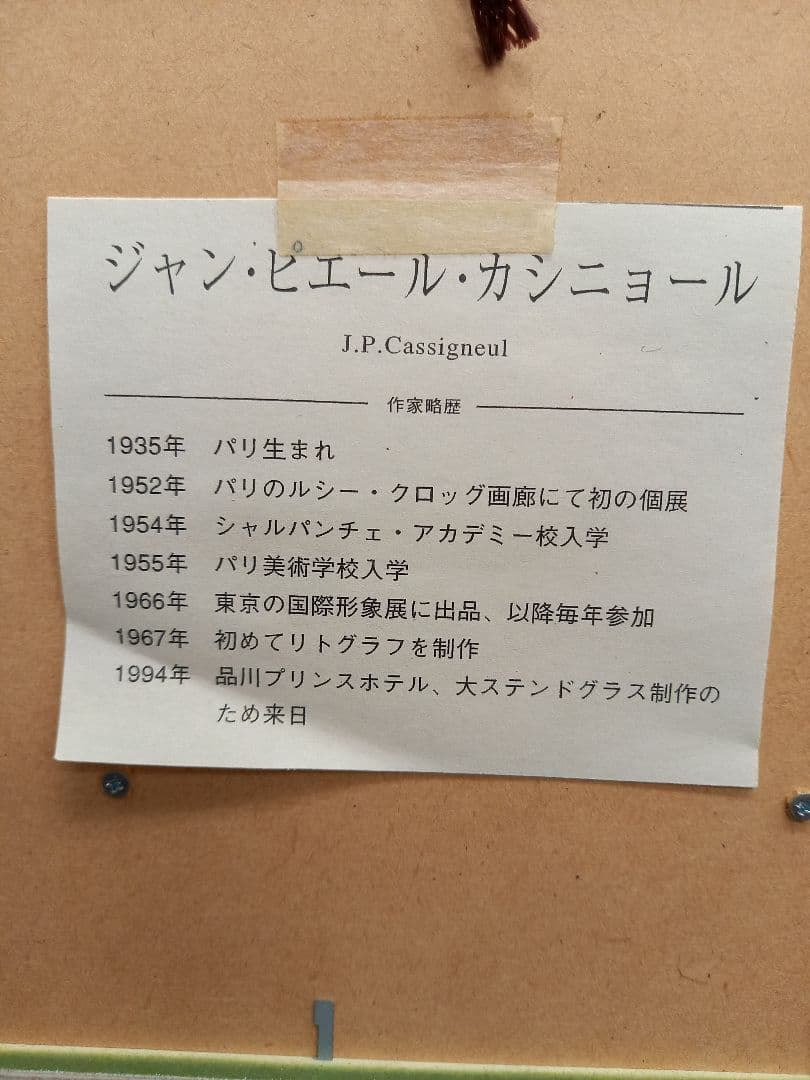 ジャン・ピエール・カシニョール
J.P.Cassigneul
作家略歴
1935年 パリ生まれ
1952年 パリのルシー・クロッグ画廊にて初の個展
1954年 シャルパンチェ・アカデミー校入学
1955年 パリ美術学校入学
1966年 東京の国際形象展に出品、以降毎年参加
1967年 初めてリトグラフを制作
1994年 品川プリンスホテル、大ステンドグラス制作の
ため来日